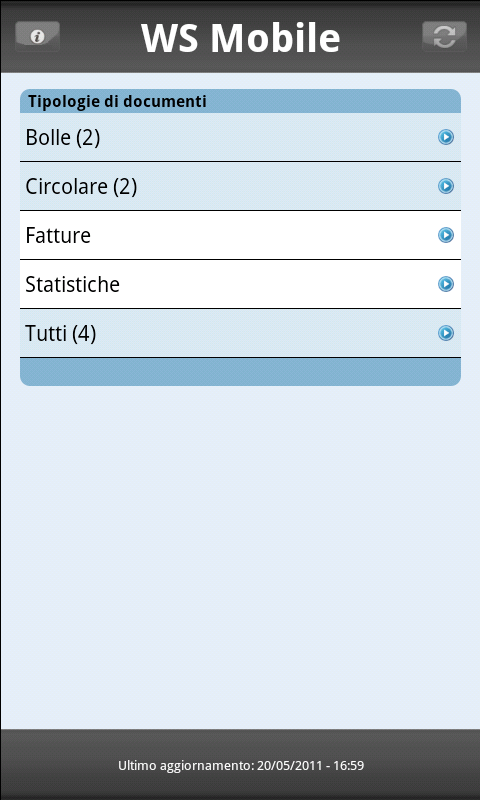 WS Mobile
Tipologie di documenti
Bolle (2)
Circolare (2)
Fatture
Statistiche
Tutti (4)
Ultimo aggiornamento: 20/05/2011 - 16:59